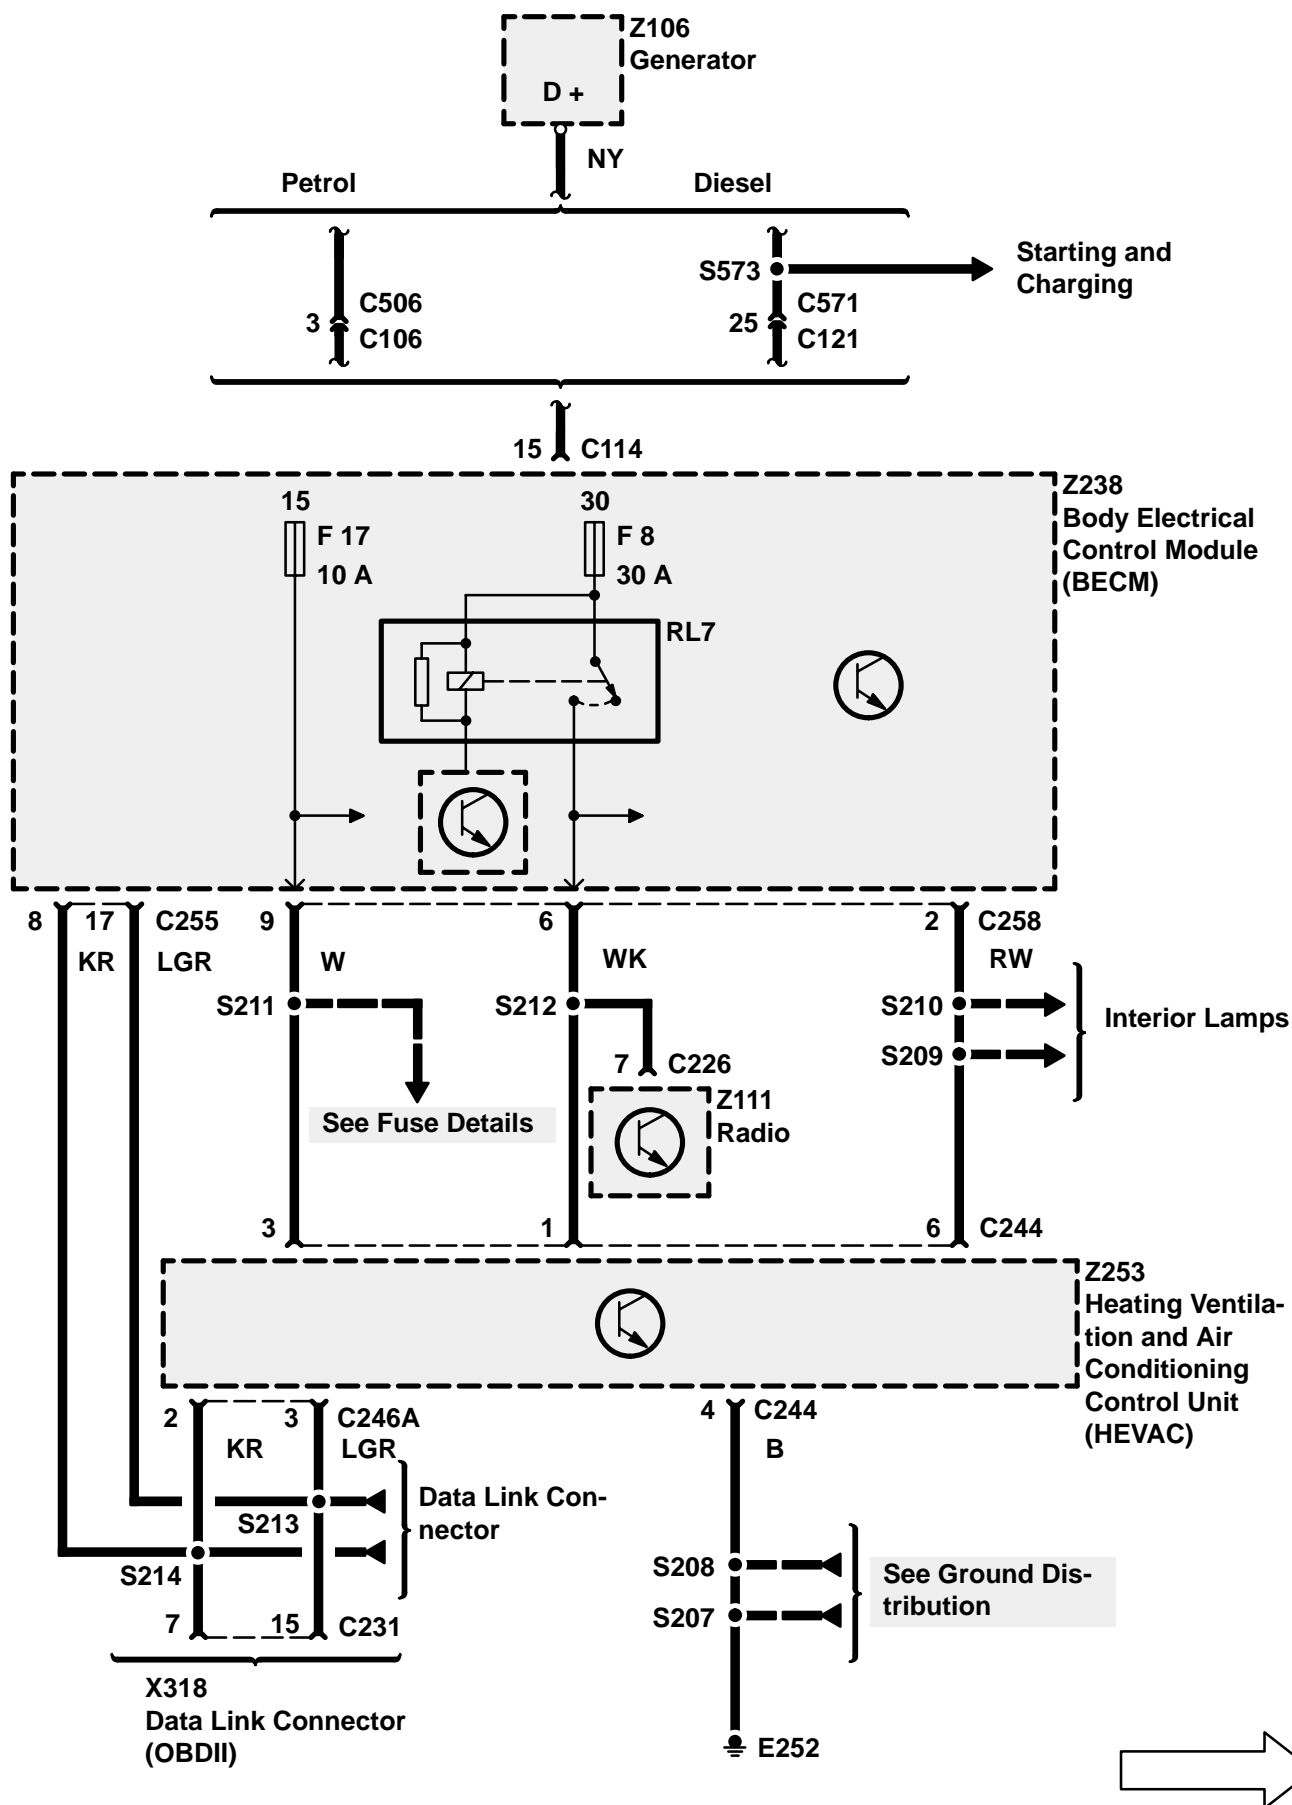 Z106
Generator
D +
NY
Petrol
Diesel
S573
Starting and
Charging
3
C506
C106
25
C571
C121
15 C114
Z238
Body Electrical
Control Module
(BECM)
15
F 17
10 A
30
F 8
30 A
RL7
8 17 C255
9
6
2 C258
KR LGR
W
WK
RW
S211
S212
S210
S209
Interior Lamps
7 C226
Z111
Radio
See Fuse Details
3
1
6 C244
Z253
Heating Ventila-
tion and Air
Conditioning
Control Unit
(HEVAC)
2
3 C246A
KR
LGR
4 C244
B
Data Link Con-
nector
S213
S214
7
15 C231
S208
S207
See Ground Dis-
tribution
X318
Data Link Connector
(OBDII)
E252